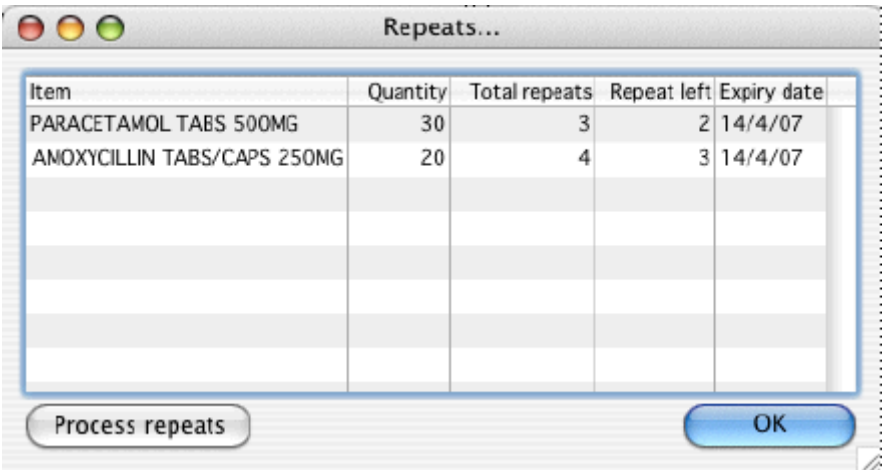 Repeats...
Item Quantity Total repeats Repeat left Expiry date
PARACETAMOL TABS 500MG 30 3 2 14/4/07
AMOXYCILLIN TABS/CAPS 250MG 20 4 3 14/4/07
Process repeats OK